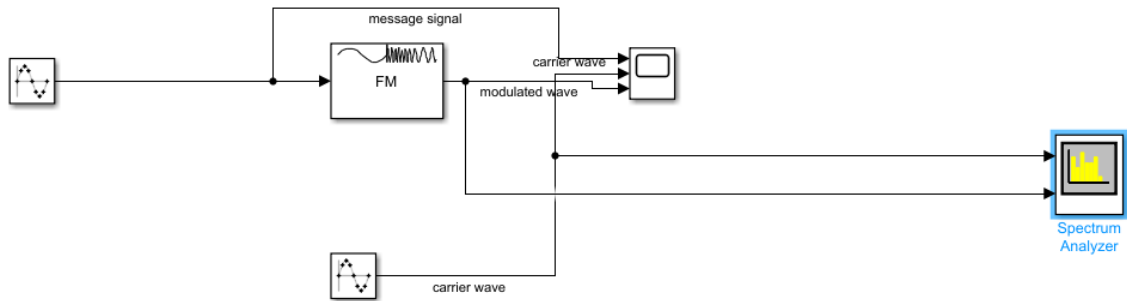 message signal
carrier wave
FM
modulated wave
Spectrum
Analyzer
carrier wave